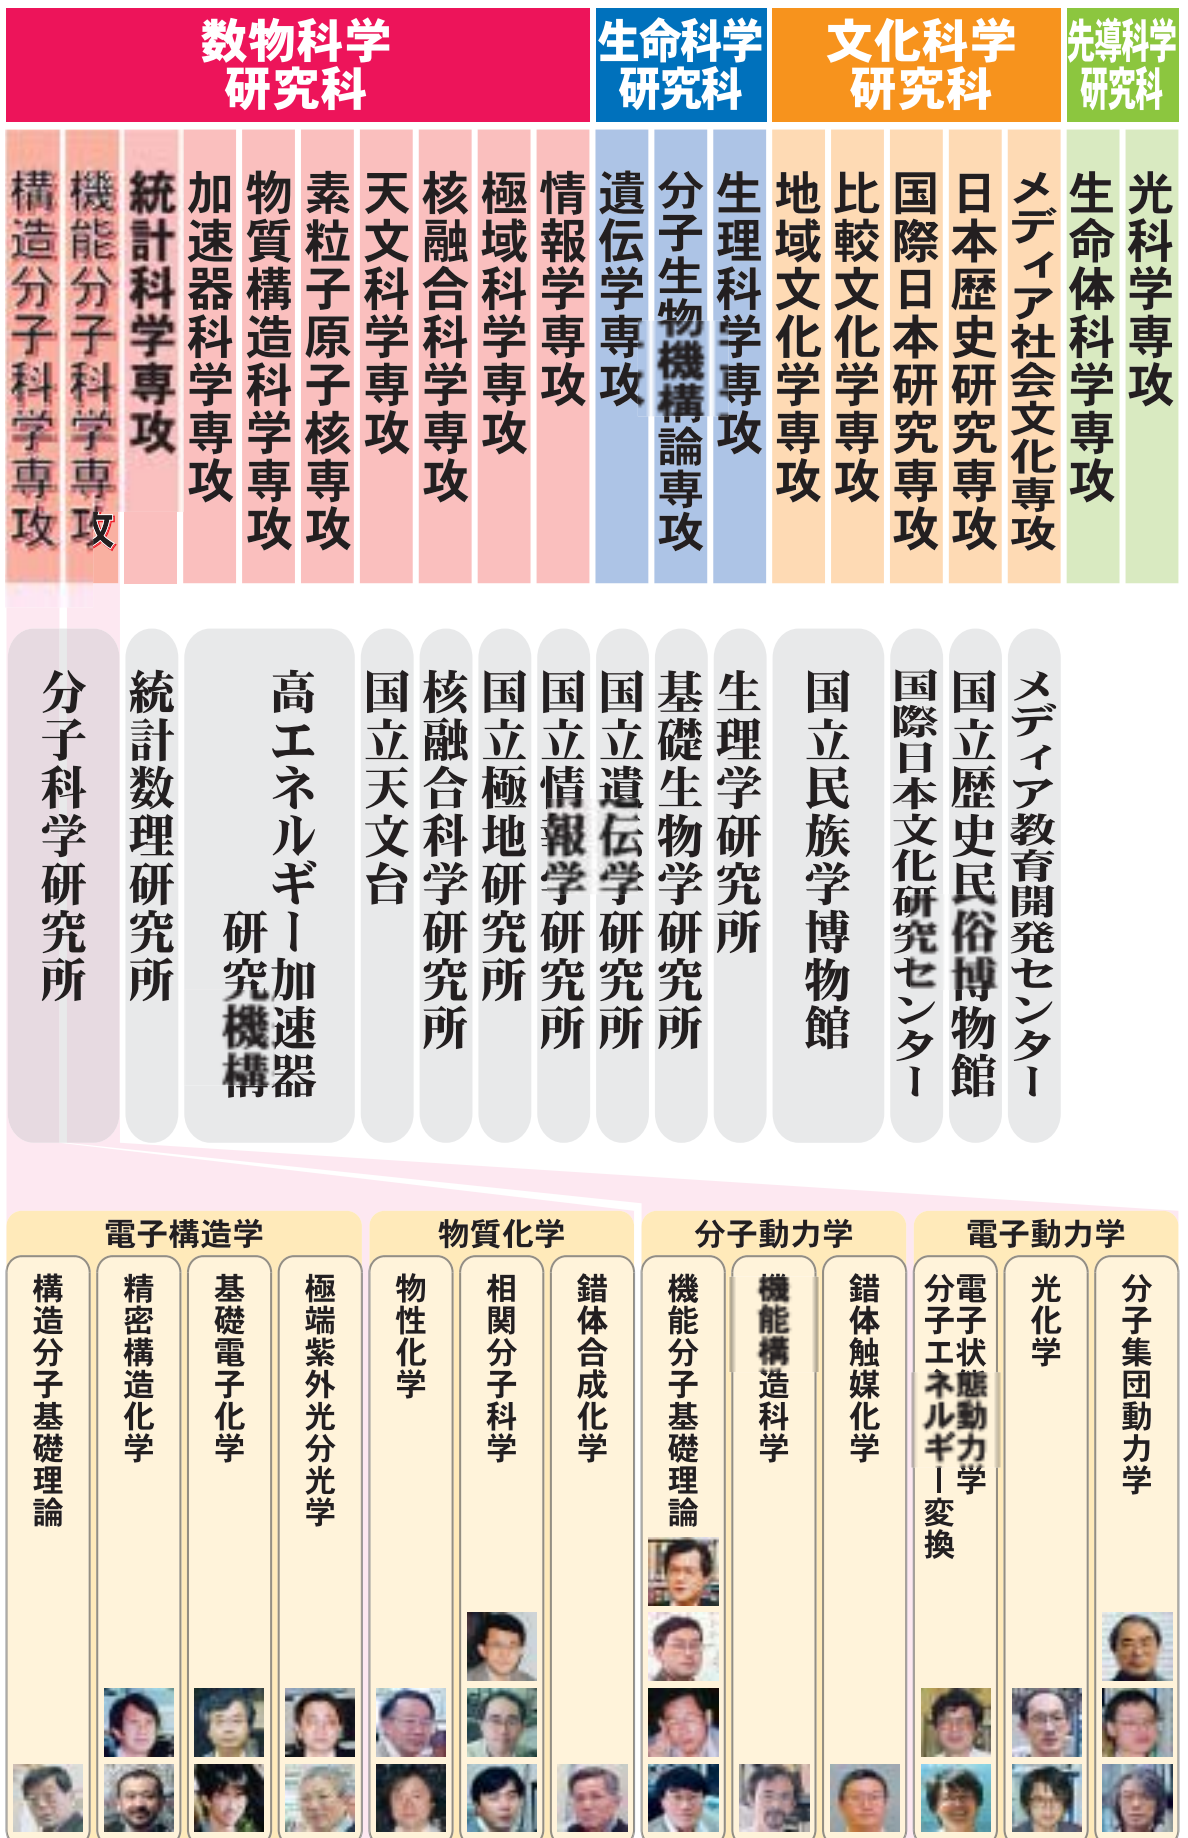 数物科学
研究科
生命科学
研究科
文化科学
研究科
先導科学
研究科
構造分子科学専攻
機能分子科学専攻
統計科学専攻
加速器科学専攻
物質構造科学専攻
素粒子原子核専攻
天文科学専攻
核融合科学専攻
極域科学専攻
情報学専攻
遺伝学専攻
分子生物機構論専攻
生理科学専攻
地域文化学専攻
比較文化学専攻
国際日本研究専攻
日本歴史研究専攻
メディア社会文化専攻
生命体科学専攻
光科学専攻
分子科学研究所
統計数理研究所
高エネルギー加速器
研究機構
国立天文台
核融合科学研究所
国立極地研究所
国立情報学研究所
国立遺伝学研究所
基礎生物学研究所
生理学研究所
国立民族学博物館
国際日本文化研究センター
国立歴史民俗博物館
メディア教育開発センター
電子構造学
物質化学
分子動力学
電子動力学
構造分子基礎理論
精密構造化学
基礎電子化学
極端紫外光分光学
物性化学
相関分子科学
錯体合成化学
機能分子基礎理論
機能構造科学
錯体触媒化学
電子状態動力学
分子エネルギー変換
光化学
分子集団動力学